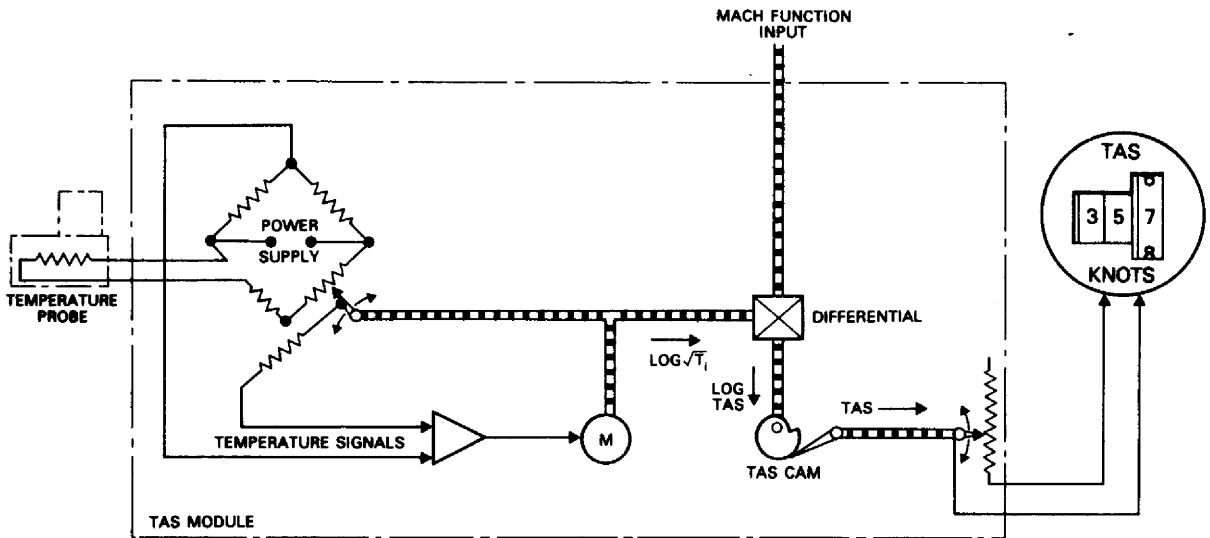 MACH FUNCTION
INPUT
TAS
3 5 7
8
KNOTS
POWER
SUPPLY
TEMPERATURE
PROBE
DIFFERENTIAL
LOG √Ti
LOG
TAS
TAS
TEMPERATURE SIGNALS
M
TAS CAM
TAS MODULE